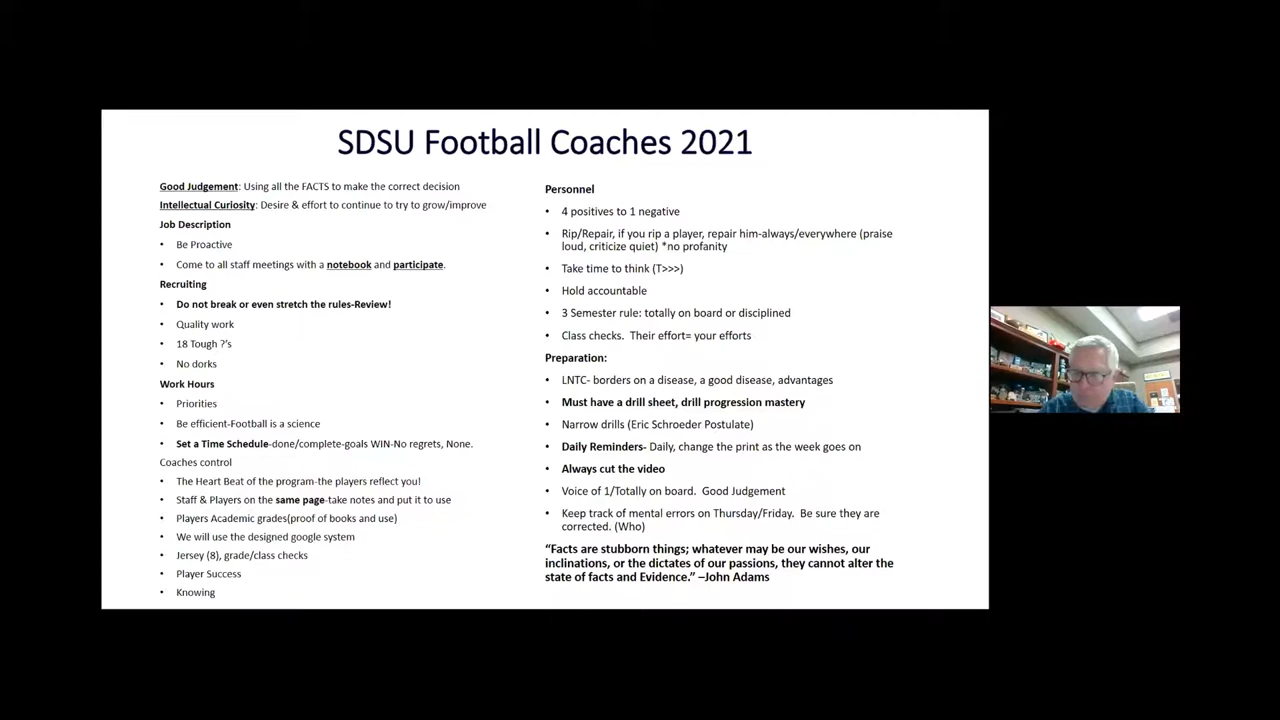 SDSU Football Coaches 2021
Good Judgement: Using all the FACTS to make the correct decision
Intellectual Curiosity: Desire & effort to continue to try to grow/improve
Job Description
• Be Proactive
• Come to all staff meetings with a notebook and participate.
Recruiting
• Do not break or even stretch the rules-Review!
• Quality work
• 18 Tough ?'s
• No dorks
Work Hours
• Priorities
• Be efficient-Football is a science
• Set a Time Schedule-done/complete-goals WIN-No regrets, None.
Coaches control
• The Heart Beat of the program-the players reflect you!
• Staff & Players on the same page-take notes and put it to use
• Players Academic grades(proof of books and use)
• We will use the designed google system
• Jersey (8), grade/class checks
• Player Success
• Knowing
Personnel
• 4 positives to 1 negative
• Rip/Repair, if you rip a player, repair him-always/everywhere (praise
loud, criticize quiet) *no profanity
• Take time to think (T>>>)
• Hold accountable
• 3 Semester rule: totally on board or disciplined
• Class checks.  Their effort= your efforts
Preparation:
• LNTC- borders on a disease, a good disease, advantages
• Must have a drill sheet, drill progression mastery
• Narrow drills (Eric Schroeder Postulate)
• Daily Reminders- Daily, change the print as the week goes on
• Always cut the video
• Voice of 1/Totally on board.  Good Judgement
• Keep track of mental errors on Thursday/Friday.  Be sure they are
corrected. (Who)
“Facts are stubborn things; whatever may be our wishes, our
inclinations, or the dictates of our passions, they cannot alter the
state of facts and Evidence.” –John Adams